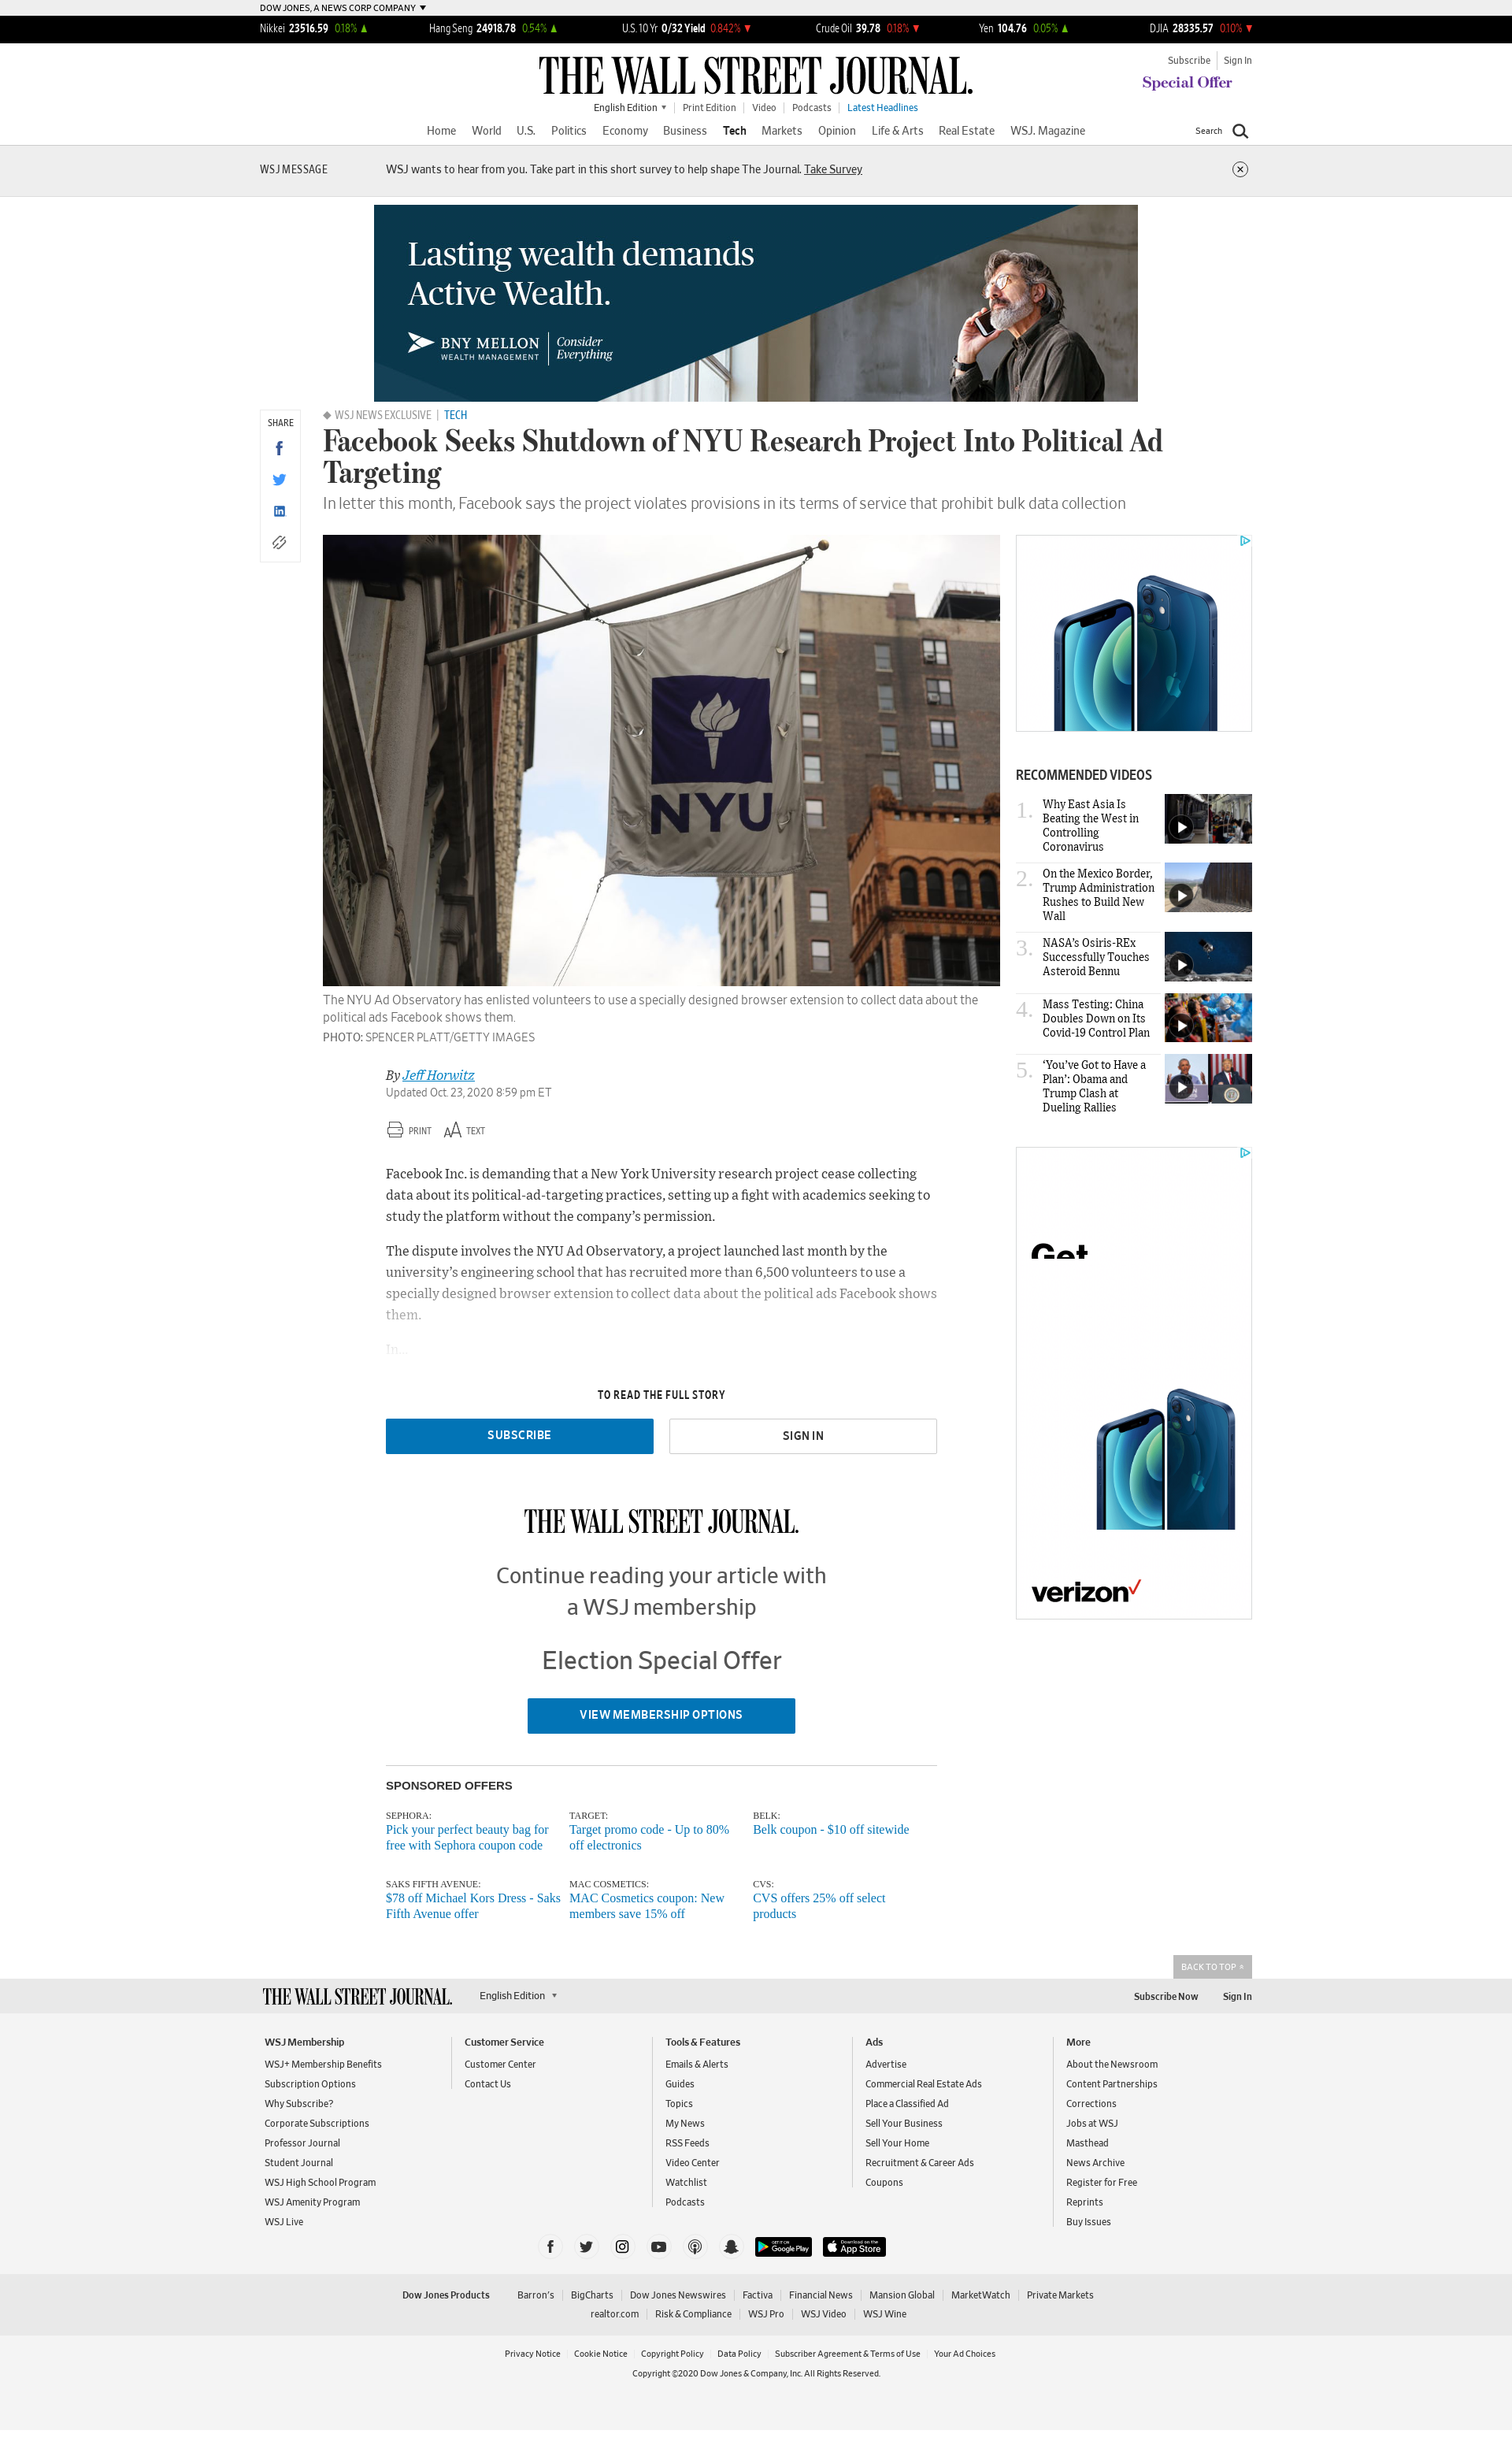 DOW JONES, A NEWS CORP COMPANY
Nikkei 23516.59 0.18%
Hang Seng 24918.78 0.54%
U.S. 10 Yr 0/32 Yield 0.842%
Crude Oil 39.78 0.18%
Yen 104.76 0.05%
DJIA 28335.57 0.10%
THE WALL STREET JOURNAL.
Subscribe
Sign In
Special Offer
English Edition
Print Edition
Video
Podcasts
Latest Headlines
Home
World
U.S.
Politics
Economy
Business
Tech
Markets
Opinion
Life & Arts
Real Estate
WSJ. Magazine
Search
WSJ MESSAGE
WSJ wants to hear from you. Take part in this short survey to help shape The Journal. Take Survey
Lasting wealth demands
Active Wealth.
BNY MELLON
WEALTH MANAGEMENT
Consider
Everything
SHARE
WSJ NEWS EXCLUSIVE | TECH
Facebook Seeks Shutdown of NYU Research Project Into Political Ad
Targeting
In letter this month, Facebook says the project violates provisions in its terms of service that prohibit bulk data collection
NYU
The NYU Ad Observatory has enlisted volunteers to use a specially designed browser extension to collect data about the
political ads Facebook shows them.
PHOTO: SPENCER PLATT/GETTY IMAGES
By Jeff Horwitz
Updated Oct. 23, 2020 8:59 pm ET
PRINT
AA TEXT
Facebook Inc. is demanding that a New York University research project cease collecting
data about its political-ad-targeting practices, setting up a fight with academics seeking to
study the platform without the company's permission.
The dispute involves the NYU Ad Observatory, a project launched last month by the
university's engineering school that has recruited more than 6,500 volunteers to use a
specially designed browser extension to collect data about the political ads Facebook shows
them.
In...
TO READ THE FULL STORY
SUBSCRIBE
SIGN IN
THE WALL STREET JOURNAL.
Continue reading your article with
a WSJ membership
Election Special Offer
VIEW MEMBERSHIP OPTIONS
RECOMMENDED VIDEOS
1. Why East Asia Is
Beating the West in
Controlling
Coronavirus
2. On the Mexico Border,
Trump Administration
Rushes to Build New
Wall
3. NASA's Osiris-REx
Successfully Touches
Asteroid Bennu
4. Mass Testing: China
Doubles Down on Its
Covid-19 Control Plan
5. ‘You've Got to Have a
Plan’: Obama and
Trump Clash at
Dueling Rallies
Get
verizon
SPONSORED OFFERS
SEPHORA:
Pick your perfect beauty bag for
free with Sephora coupon code
TARGET:
Target promo code - Up to 80%
off electronics
BELK:
Belk coupon - $10 off sitewide
SAKS FIFTH AVENUE:
$78 off Michael Kors Dress - Saks
Fifth Avenue offer
MAC COSMETICS:
MAC Cosmetics coupon: New
members save 15% off
CVS:
CVS offers 25% off select
products
BACK TO TOP
THE WALL STREET JOURNAL.
English Edition
Subscribe Now
Sign In
WSJ Membership
WSJ+ Membership Benefits
Subscription Options
Why Subscribe?
Corporate Subscriptions
Professor Journal
Student Journal
WSJ High School Program
WSJ Amenity Program
WSJ Live
Customer Service
Customer Center
Contact Us
Tools & Features
Emails & Alerts
Guides
Topics
My News
RSS Feeds
Video Center
Watchlist
Podcasts
Ads
Advertise
Commercial Real Estate Ads
Place a Classified Ad
Sell Your Business
Sell Your Home
Recruitment & Career Ads
Coupons
More
About the Newsroom
Content Partnerships
Corrections
Jobs at WSJ
Masthead
News Archive
Register for Free
Reprints
Buy Issues
GET IT ON
Google Play
Download on the
App Store
Dow Jones Products
Barron's
BigCharts
Dow Jones Newswires
Factiva
Financial News
Mansion Global
MarketWatch
Private Markets
realtor.com
Risk & Compliance
WSJ Pro
WSJ Video
WSJ Wine
Privacy Notice
Cookie Notice
Copyright Policy
Data Policy
Subscriber Agreement & Terms of Use
Your Ad Choices
Copyright ©2020 Dow Jones & Company, Inc. All Rights Reserved.